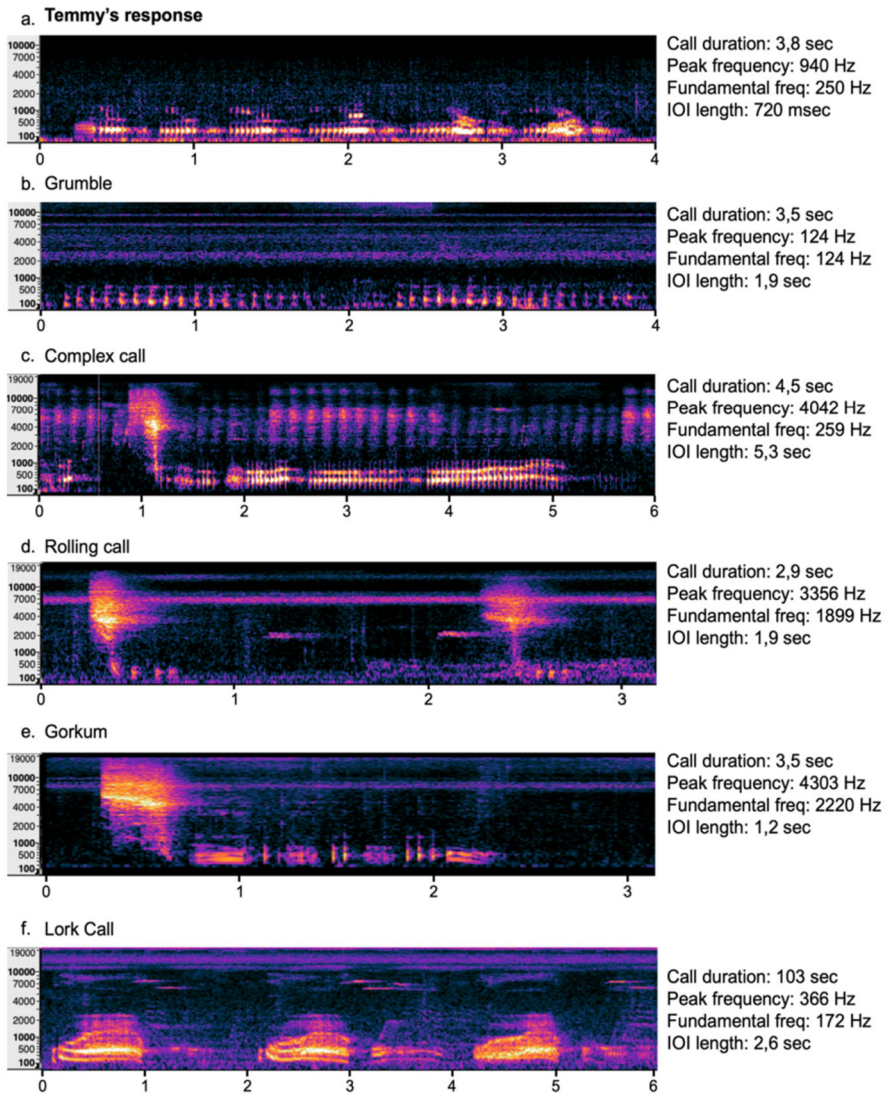 a. Temmy's response
10000
7000
4000
2000
1000
500
100
0 1 2 3 4
Call duration: 3,8 sec
Peak frequency: 940 Hz
Fundamental freq: 250 Hz
IOI length: 720 msec
b. Grumble
10000
7000
4000
2000
1000
500
100
0 1 2 3 4
Call duration: 3,5 sec
Peak frequency: 124 Hz
Fundamental freq: 124 Hz
IOI length: 1,9 sec
c. Complex call
19000
10000
7000
4000
2000
1000
500
100
0 1 2 3 4 5 6
Call duration: 4,5 sec
Peak frequency: 4042 Hz
Fundamental freq: 259 Hz
IOI length: 5,3 sec
d. Rolling call
19000
10000
7000
4000
2000
1000
500
100
0 1 2 3
Call duration: 2,9 sec
Peak frequency: 3356 Hz
Fundamental freq: 1899 Hz
IOI length: 1,9 sec
e. Gorkum
19000
10000
7000
4000
2000
1000
500
100
0 1 2 3
Call duration: 3,5 sec
Peak frequency: 4303 Hz
Fundamental freq: 2220 Hz
IOI length: 1,2 sec
f. Lork Call
19000
10000
7000
4000
2000
1000
500
100
0 1 2 3 4 5 6
Call duration: 103 sec
Peak frequency: 366 Hz
Fundamental freq: 172 Hz
IOI length: 2,6 sec